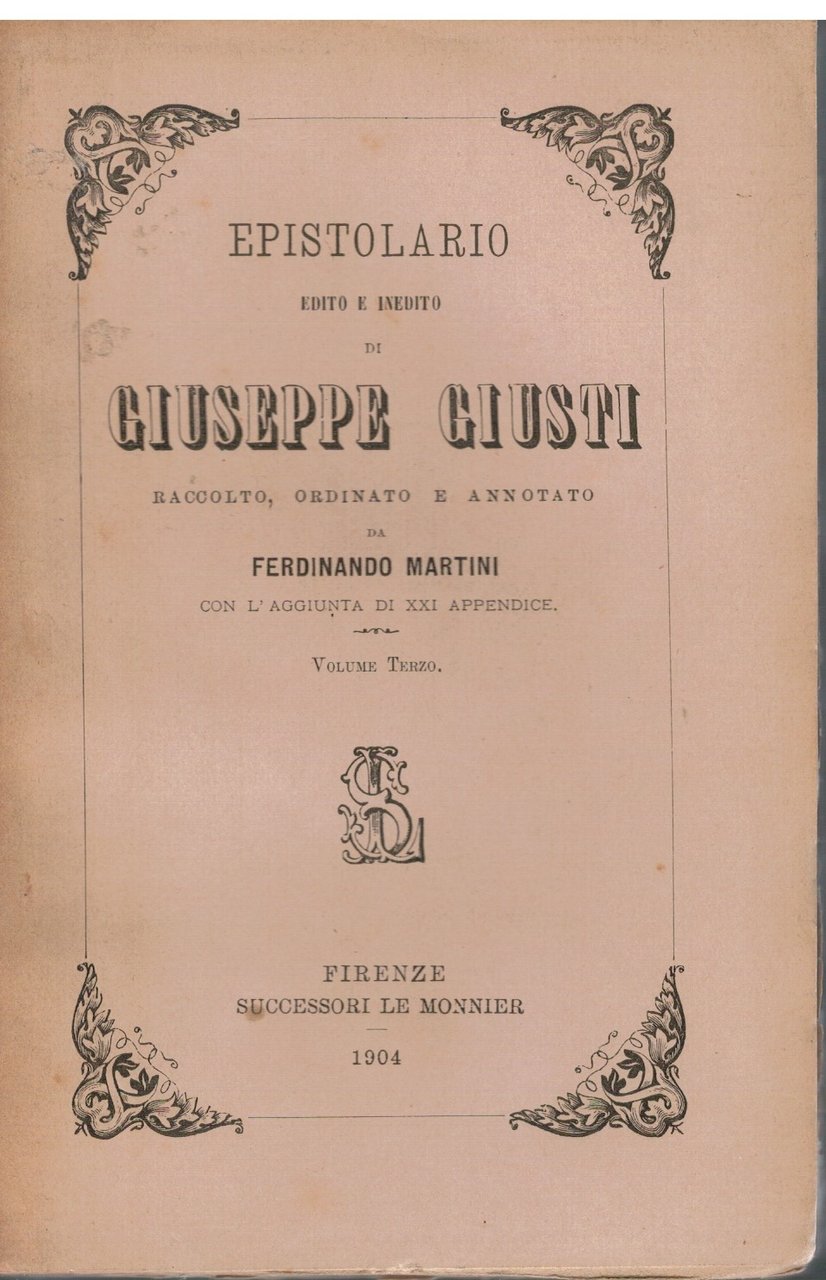 EPISTOLARIO
EDITO E INEDITO
DI
GIUSEPPE GIUSTI
RACCOLTO, ORDINATO E ANNOTATO
DA
FERDINANDO MARTINI
CON L'AGGIUNTA DI XXI APPENDICE.
VOLUME TERZO.
FIRENZE
SUCCESSORI LE MONNIER
1904